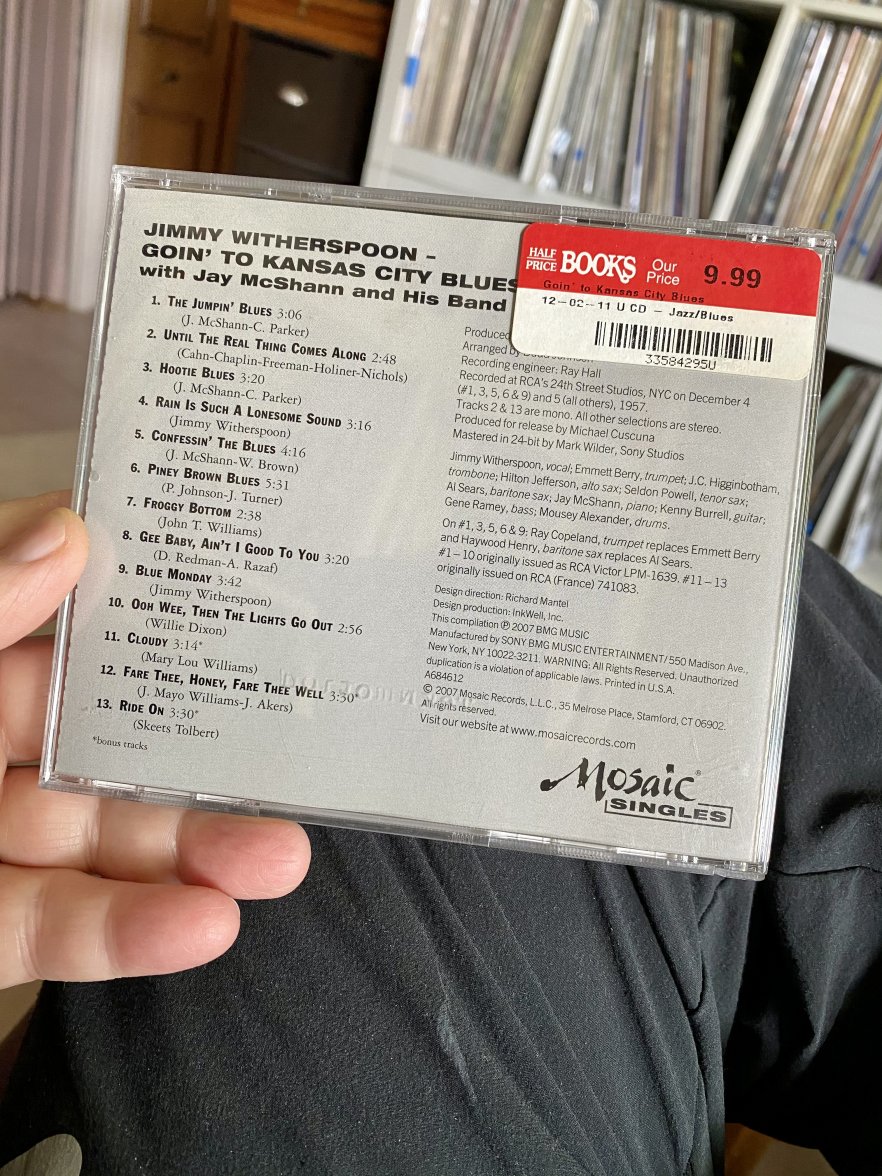 JIMMY WITHERSPOON –
GOIN' TO KANSAS CITY BLUES
with Jay McShann and His Band
1. THE JUMPIN' BLUES 3:06
(J. McShann-C. Parker)
2. UNTIL THE REAL THING COMES ALONG 2:48
(Cahn-Chaplin-Freeman-Holiner-Nichols)
3. HOOTIE BLUES 3:20
(J. McShann-C. Parker)
4. RAIN IS SUCH A LONESOME SOUND 3:16
(Jimmy Witherspoon)
5. CONFESSIN' THE BLUES 4:16
(J. McShann-W. Brown)
6. PINEY BROWN BLUES 5:31
(P. Johnson-J. Turner)
7. FROGGY BOTTOM 2:38
(John T. Williams)
8. GEE BABY, AIN'T I GOOD TO YOU 3:20
(D. Redman-A. Razaf)
9. BLUE MONDAY 3:42
(Jimmy Witherspoon)
10. OOH WEE, THEN THE LIGHTS GO OUT 2:56
(Willie Dixon)
11. CLOUDY 3:14*
(Mary Lou Williams)
12. FARE THEE, HONEY, FARE THEE WELL 3:30*
(J. Mayo Williams-J. Akers)
13. RIDE ON 3:30*
(Skeets Tolbert)
*bonus tracks
HALF PRICE BOOKS Our Price 9.99
Goin' to Kansas City Blues
12-02-11 U CD - Jazz/Blues
33584295U
Produced
Arranged by
Recording engineer: Ray Hall
Recorded at RCA's 24th Street Studios, NYC on December 4
(#1, 3, 5, 6 & 9) and 5 (all others), 1957.
Tracks 2 & 13 are mono. All other selections are stereo.
Produced for release by Michael Cuscuna
Mastered in 24-bit by Mark Wilder, Sony Studios
Jimmy Witherspoon, vocal; Emmett Berry, trumpet; J.C. Higginbotham,
trombone; Hilton Jefferson, alto sax; Seldon Powell, tenor sax;
Al Sears, baritone sax; Jay McShann, piano; Kenny Burrell, guitar;
Gene Ramey, bass; Mousey Alexander, drums.
On #1, 3, 5, 6 & 9: Ray Copeland, trumpet replaces Emmett Berry
and Haywood Henry, baritone sax replaces Al Sears.
#1–10 originally issued as RCA Victor LPM-1639. #11–13
originally issued on RCA (France) 741083.
Design direction: Richard Mantel
Design production: InkWell, Inc.
This compilation ℗ 2007 BMG MUSIC
Manufactured by SONY BMG MUSIC ENTERTAINMENT/ 550 Madison Ave.,
New York, NY 10022-3211. WARNING: All Rights Reserved. Unauthorized
duplication is a violation of applicable laws. Printed in U.S.A.
A684612
© 2007 Mosaic Records, L.L.C., 35 Melrose Place, Stamford, CT 06902.
All rights reserved.
Visit our website at www.mosaicrecords.com
Mosaic®
SINGLES